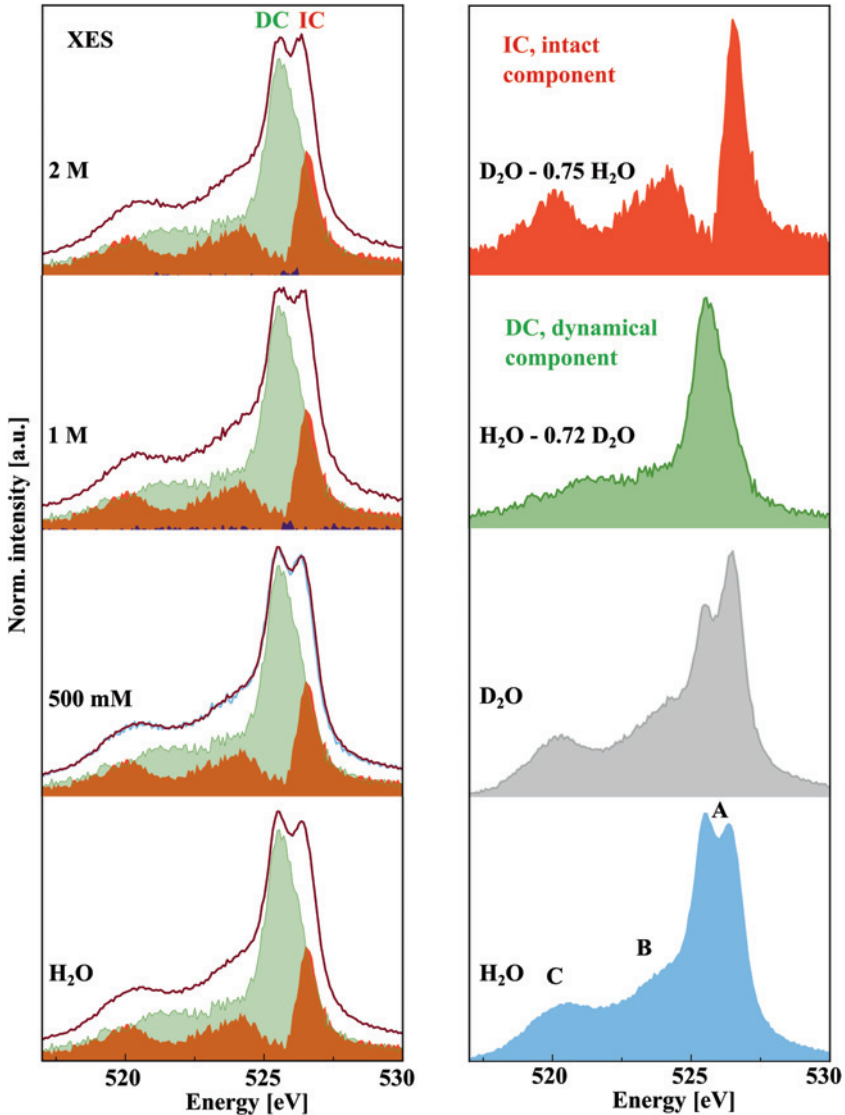 XES
DC IC
2 M
1 M
500 mM
H₂O
Norm. intensity [a.u.]
520 525 530
Energy [eV]
IC, intact
component
D₂O - 0.75 H₂O
DC, dynamical
component
H₂O - 0.72 D₂O
D₂O
A
B
C
H₂O
520 525 530
Energy [eV]